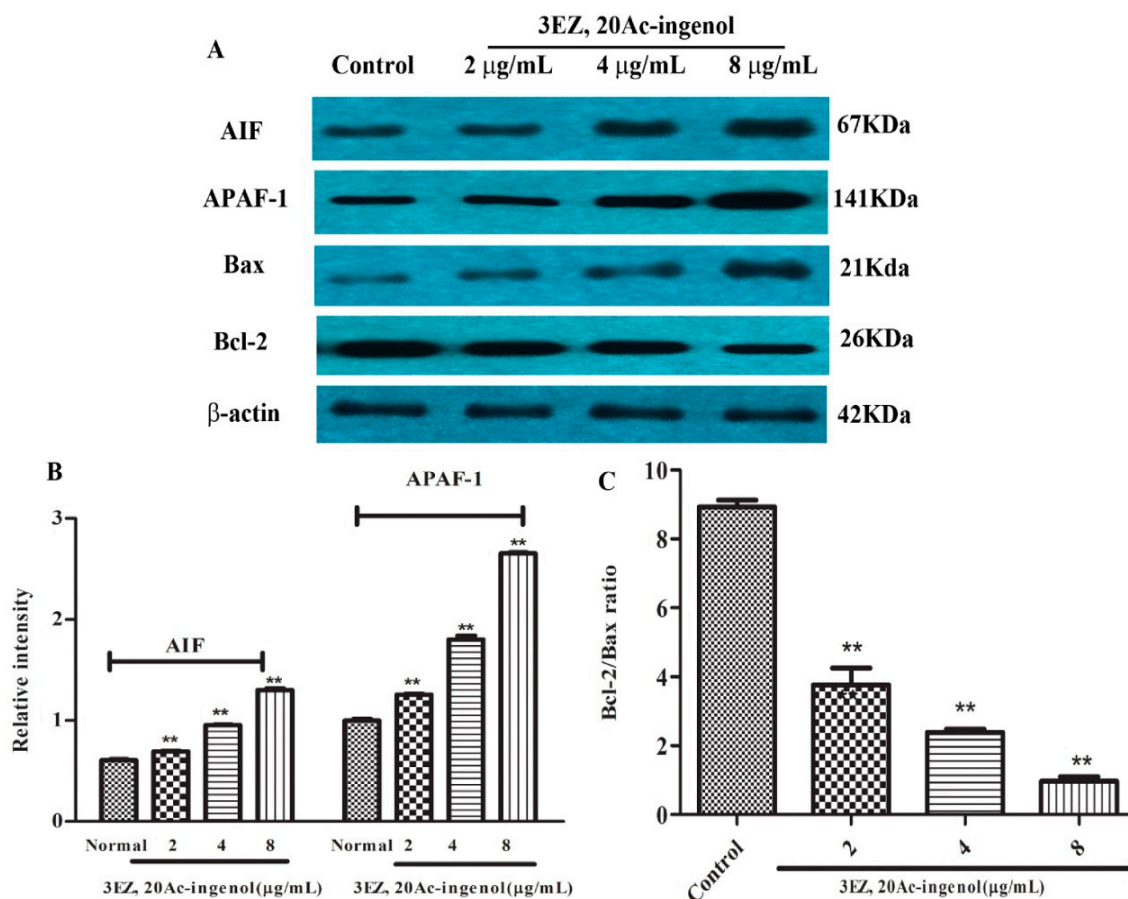 A
3EZ, 20Ac-ingenol
Control 2 μg/mL 4 μg/mL 8 μg/mL
AIF 67KDa
APAF-1 141KDa
Bax 21Kda
Bcl-2 26KDa
β-actin 42KDa
B
APAF-1
AIF
Relative intensity
3
2
1
0
** ** ** ** ** **
Normal 2 4 8 Normal 2 4 8
3EZ, 20Ac-ingenol(μg/mL) 3EZ, 20Ac-ingenol(μg/mL)
C
Bcl-2/Bax ratio
10
8
6
4
2
0
**
**
**
**
Control 2 4 8
3EZ, 20Ac-ingenol(μg/mL)